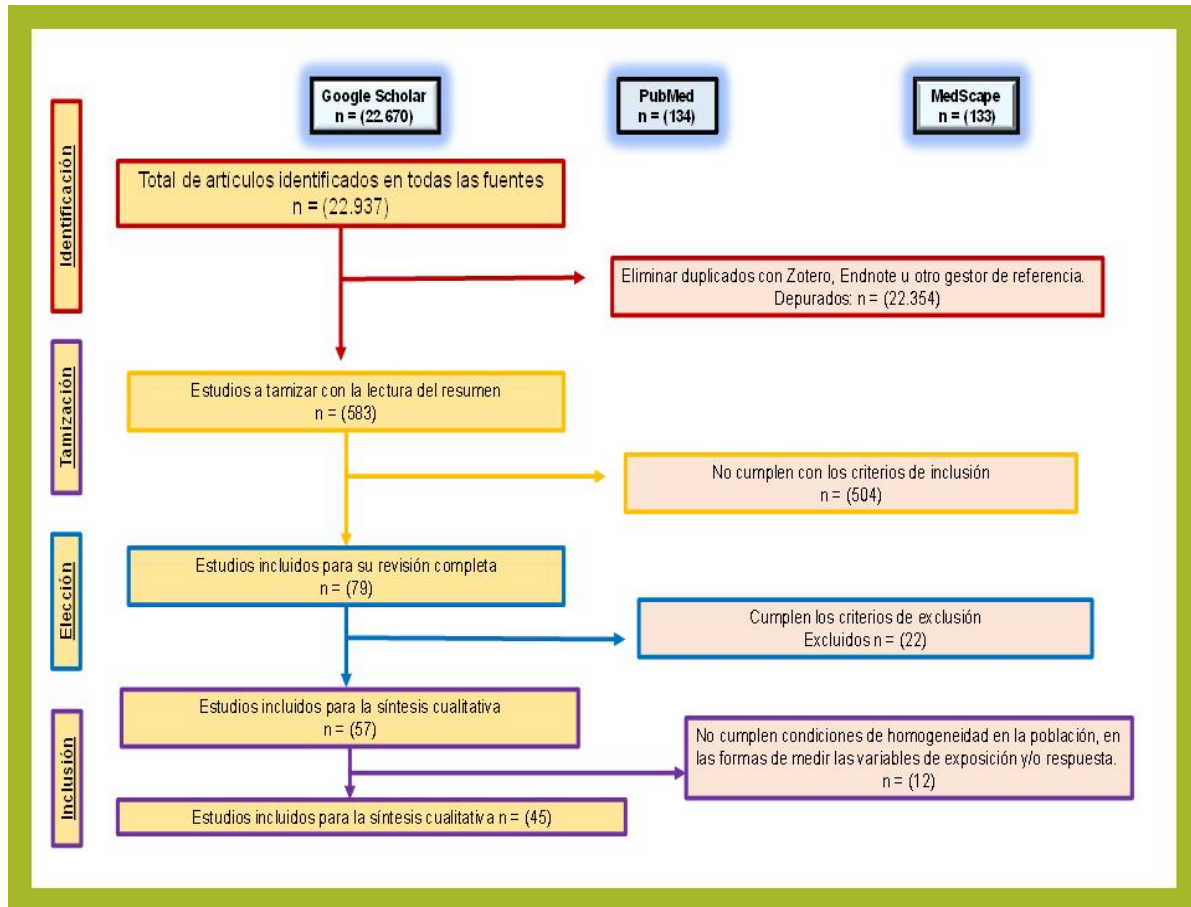 Google Scholar
n = (22.670)
PubMed
n = (134)
MedScape
n = (133)
Identificación
Total de artículos identificados en todas las fuentes
n = (22.937)
Eliminar duplicados con Zotero, Endnote u otro gestor de referencia.
Depurados: n = (22.354)
Tamización
Estudios a tamizar con la lectura del resumen
n = (583)
No cumplen con los criterios de inclusión
n = (504)
Elección
Estudios incluidos para su revisión completa
n = (79)
Cumplen los criterios de exclusión
Excluidos n = (22)
Inclusión
Estudios incluidos para la síntesis cualitativa
n = (57)
No cumplen condiciones de homogeneidad en la población, en
las formas de medir las variables de exposición y/o respuesta.
n = (12)
Estudios incluidos para la síntesis cualitativa n = (45)